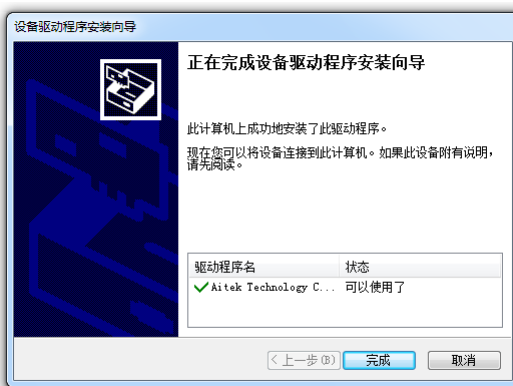 设备驱动程序安装向导
正在完成设备驱动程序安装向导
此计算机上成功地安装了此驱动程序。
现在您可以将设备连接到此计算机。如果此设备附有说明，
请先阅读。
驱动程序名 状态
Aitek Technology C... 可以使用了
<上一步(B) 完成 取消